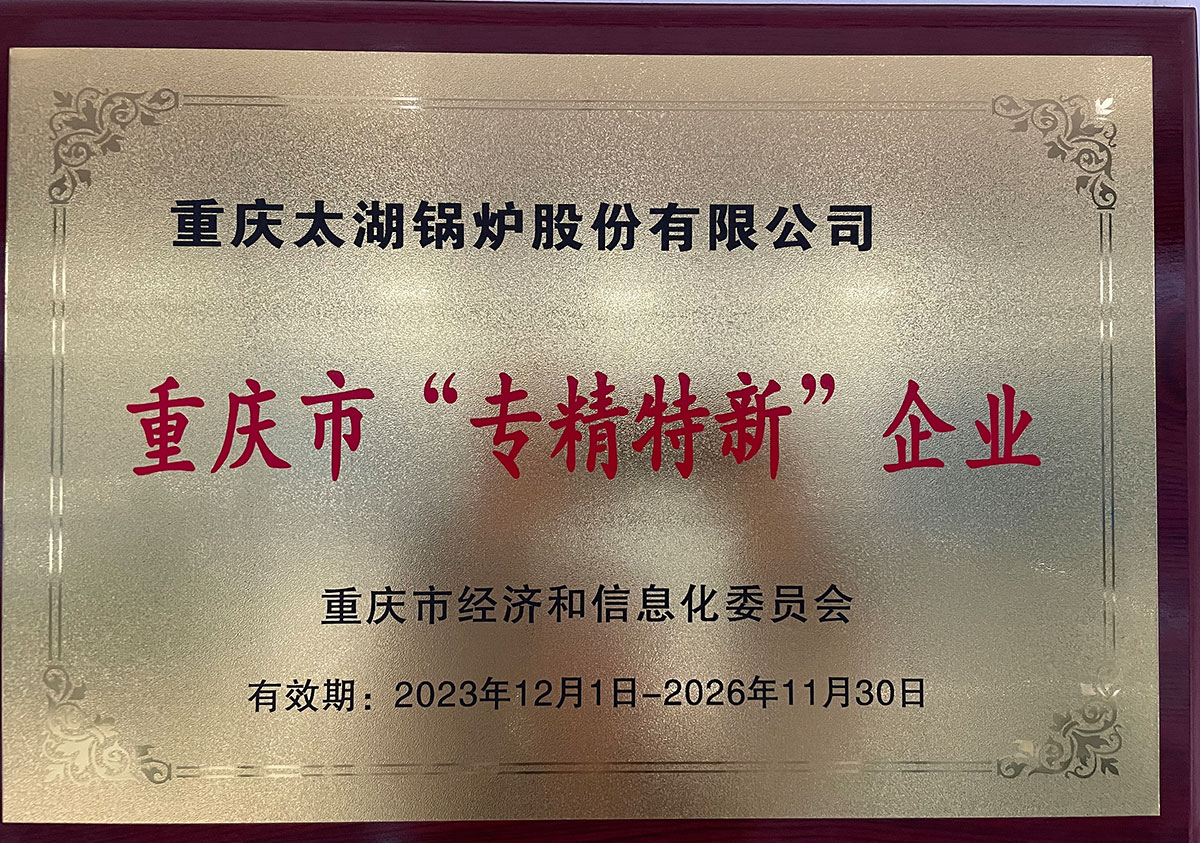 重庆太湖锅炉股份有限公司
重庆市“专精特新”企业
重庆市经济和信息化委员会
有效期：2023年12月1日-2026年11月30日